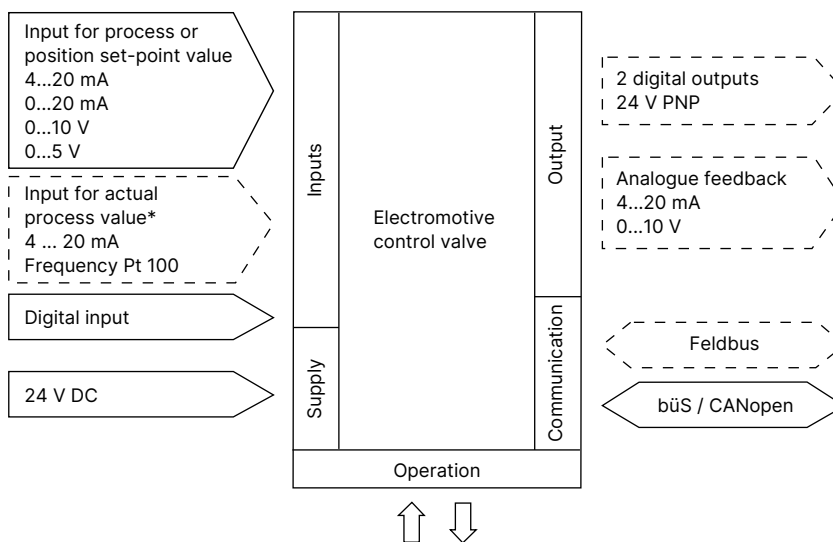 Input for process or
position set-point value
4...20 mA
0...20 mA
0...10 V
0...5 V
Input for actual
process value*
4 ... 20 mA
Frequency Pt 100
Digital input
24 V DC
Inputs
Supply
Electromotive
control valve
Output
Communication
Operation
2 digital outputs
24 V PNP
Analogue feedback
4...20 mA
0...10 V
Feldbus
büS / CANopen